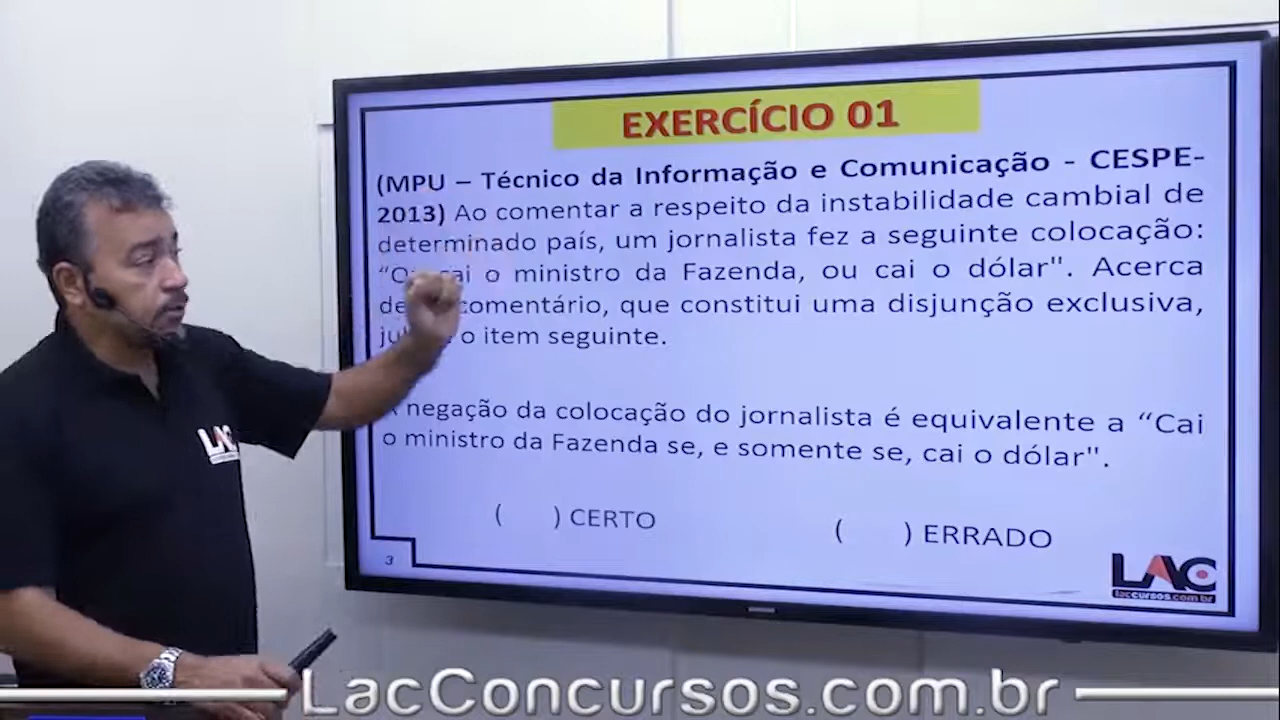 EXERCÍCIO 01
(MPU – Técnico da Informação e Comunicação - CESPE-
2013) Ao comentar a respeito da instabilidade cambial de
determinado país, um jornalista fez a seguinte colocação:
cai o ministro da Fazenda, ou cai o dólar". Acerca
comentário, que constitui uma disjunção exclusiva,
o item seguinte.
negação da colocação do jornalista é equivalente a “Cai
o ministro da Fazenda se, e somente se, cai o dólar".
( ) CERTO
( ) ERRADO
3
LAC
laccursos.com.br
LAC
LacConcursos.com.br